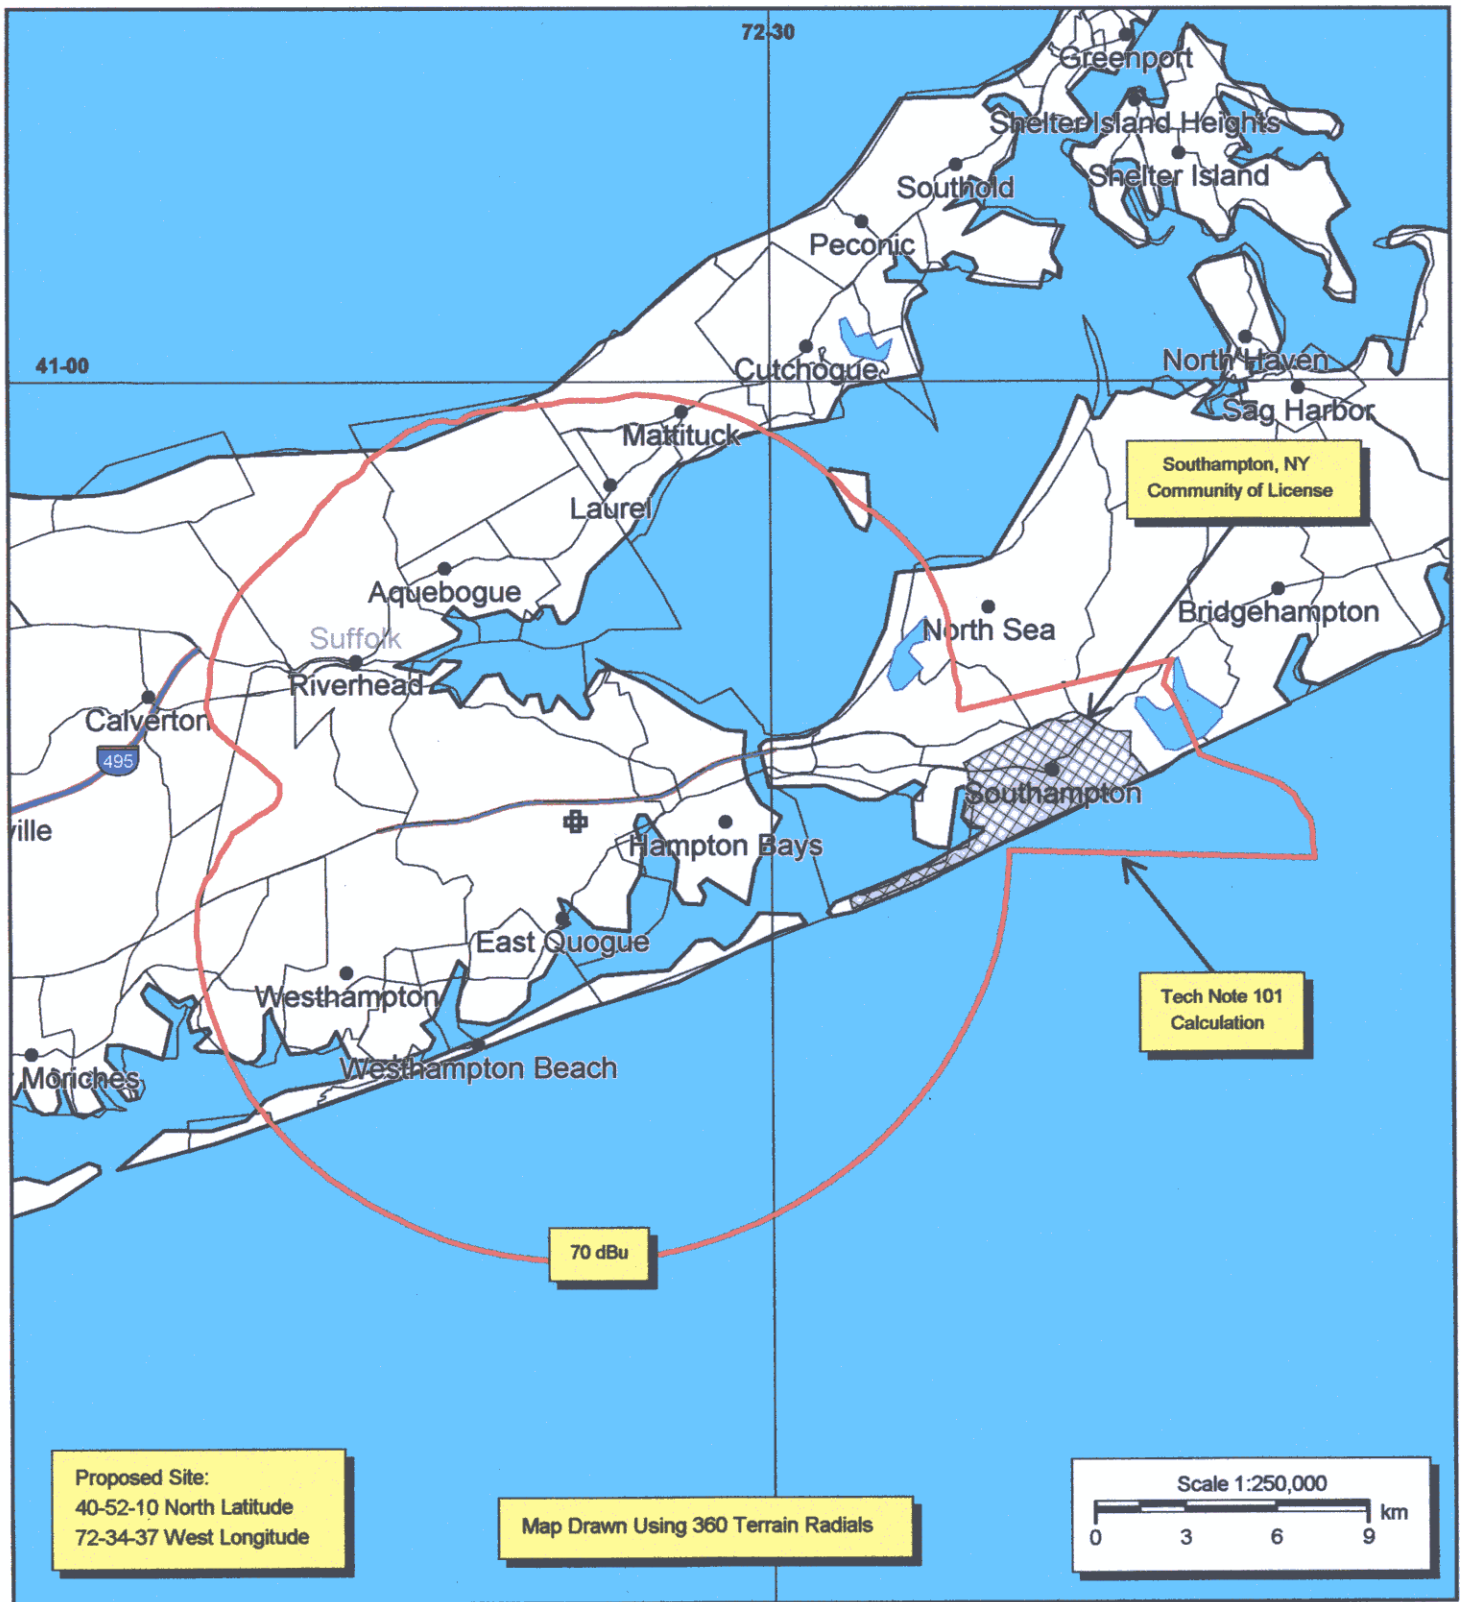 72-30
Greenport
Shelter Island Heights
Shelter Island
Southold
Peconic
41-00
Cutchogue
North Haven
Sag Harbor
Mattituck
Southampton, NY
Community of License
Laurel
Aquebogue
Bridgehampton
North Sea
Suffolk
Riverhead
Calverton
495
Southampton
ville
Hampton Bays
East Quogue
Westhampton
Tech Note 101
Calculation
Westhampton Beach
Moriches
70 dBu
Proposed Site:
40-52-10 North Latitude
72-34-37 West Longitude
Map Drawn Using 360 Terrain Radials
Scale 1:250,000
km
0 3 6 9